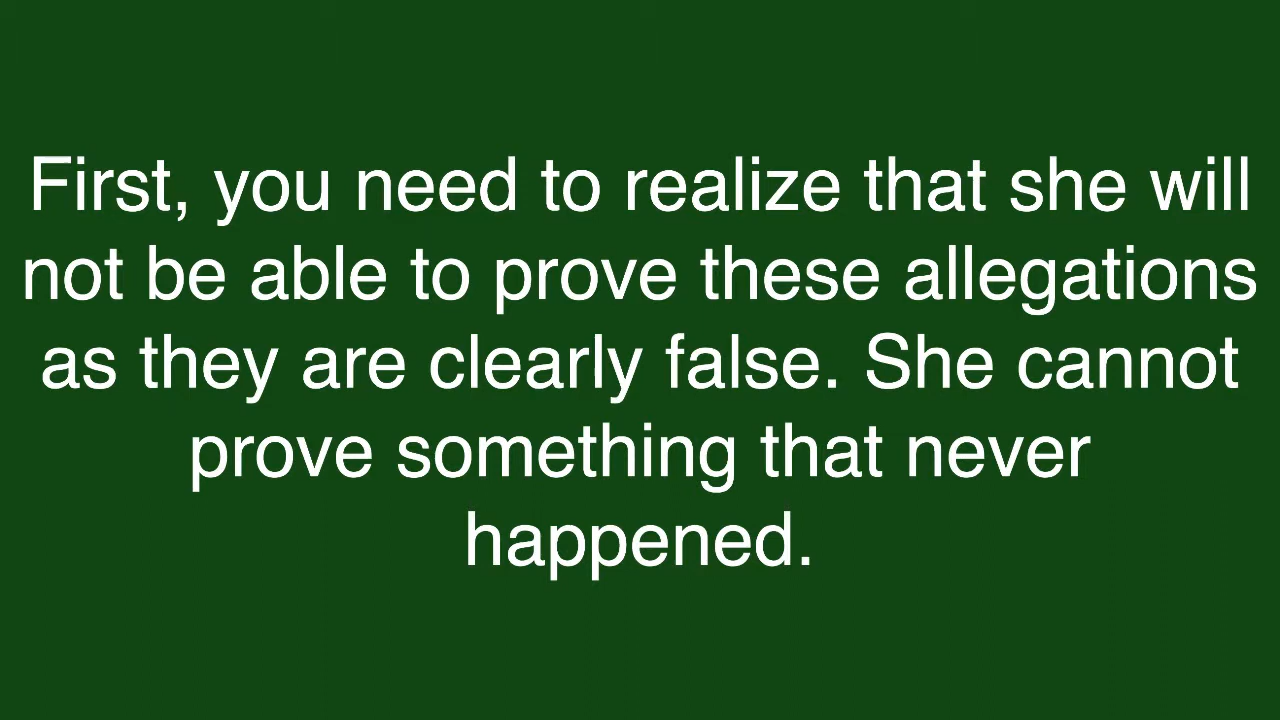 First, you need to realize that she will
not be able to prove these allegations
as they are clearly false. She cannot
prove something that never
happened.